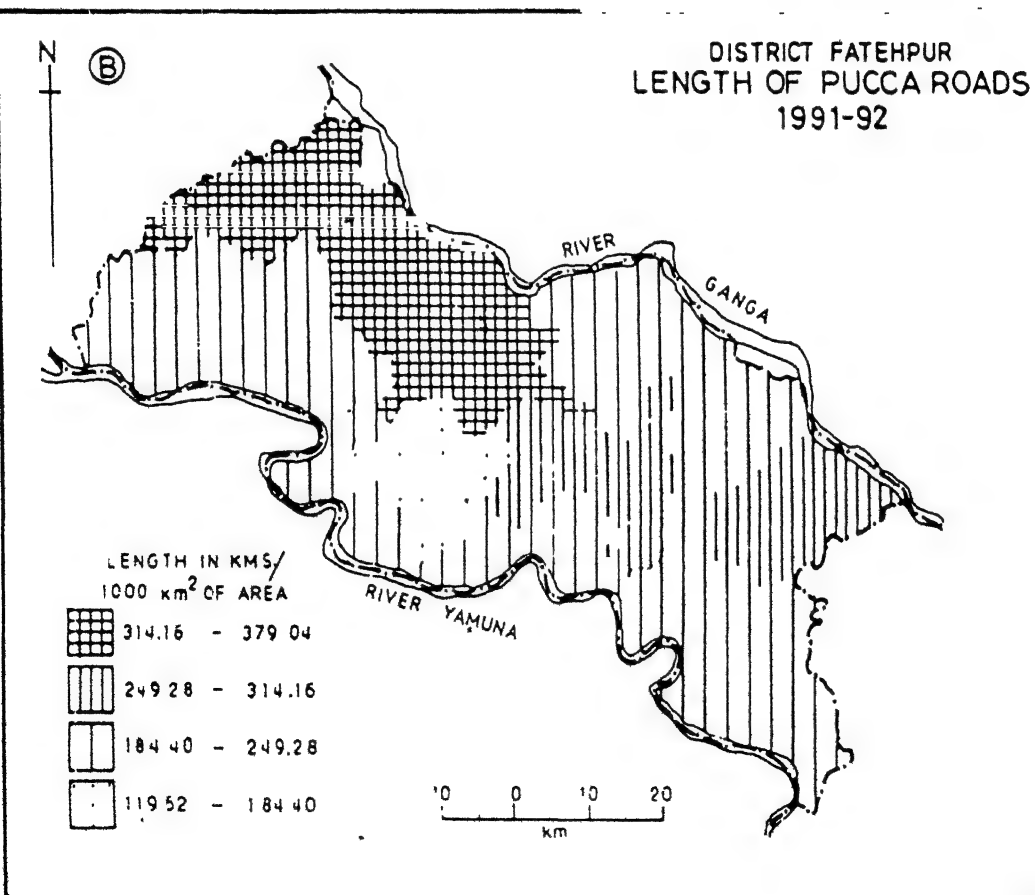 N
B
DISTRICT FATEHPUR
LENGTH OF PUCCA ROADS
1991-92
RIVER
GANGA
LENGTH IN KMS/
1000 km² OF AREA
RIVER YAMUNA
314.16 - 379 04
249 28 - 314.16
184 40 - 249.28
119 52 - 184 40
10 0 10 20
km